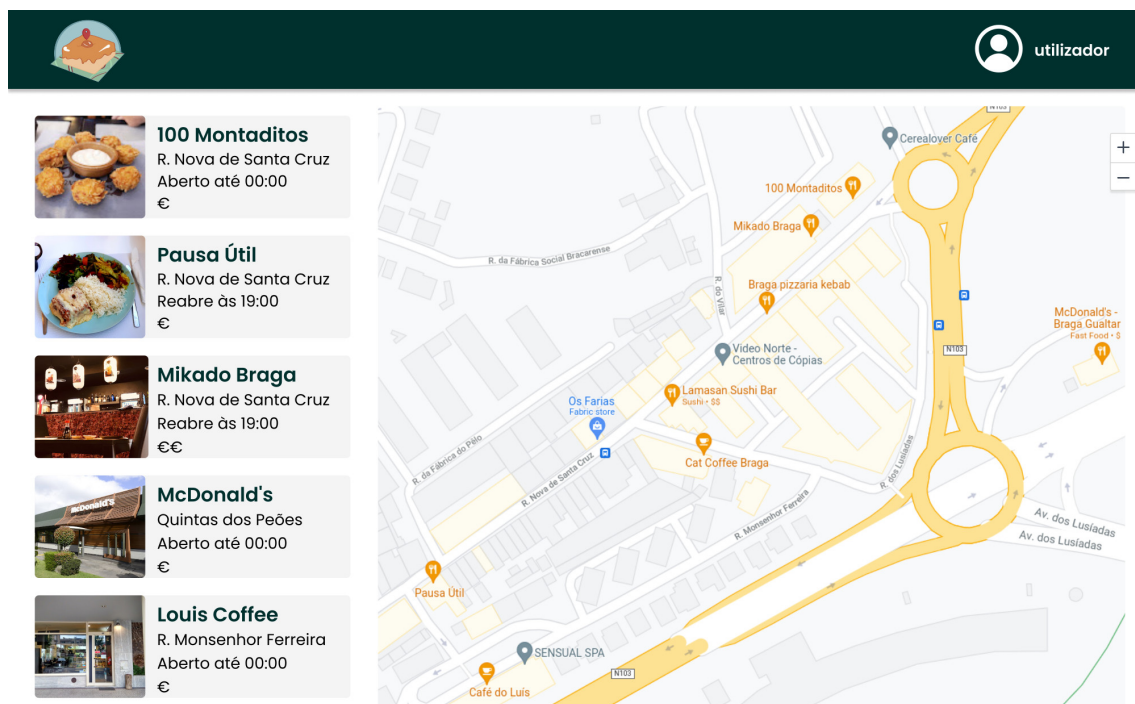 utilizador
100 Montaditos
R. Nova de Santa Cruz
Aberto até 00:00
€
Pausa Útil
R. Nova de Santa Cruz
Reabre às 19:00
€
Mikado Braga
R. Nova de Santa Cruz
Reabre às 19:00
€€
McDonald's
McDonald's
Quintas dos Peões
Aberto até 00:00
€
Louis Coffee
R. Monsenhor Ferreira
Aberto até 00:00
€
N103
Cerealover Café
+
−
100 Montaditos
Mikado Braga
R. da Fábrica Social Bracarense
R. do Vilar
Braga pizzaria kebab
McDonald's -
Braga Gualtar
Fast Food • $
N103
Video Norte -
Centros de Cópias
Lamasan Sushi Bar
Sushi • $$
Os Farias
Fabric store
Cat Coffee Braga
R. da Fábrica do Pélo
R. Nova de Santa Cruz
R. dos Lusíadas
R. Monsenhor Ferreira
Av. dos Lusíadas
Av. dos Lusíadas
Pausa Útil
SENSUAL SPA
N103
Café do Luís